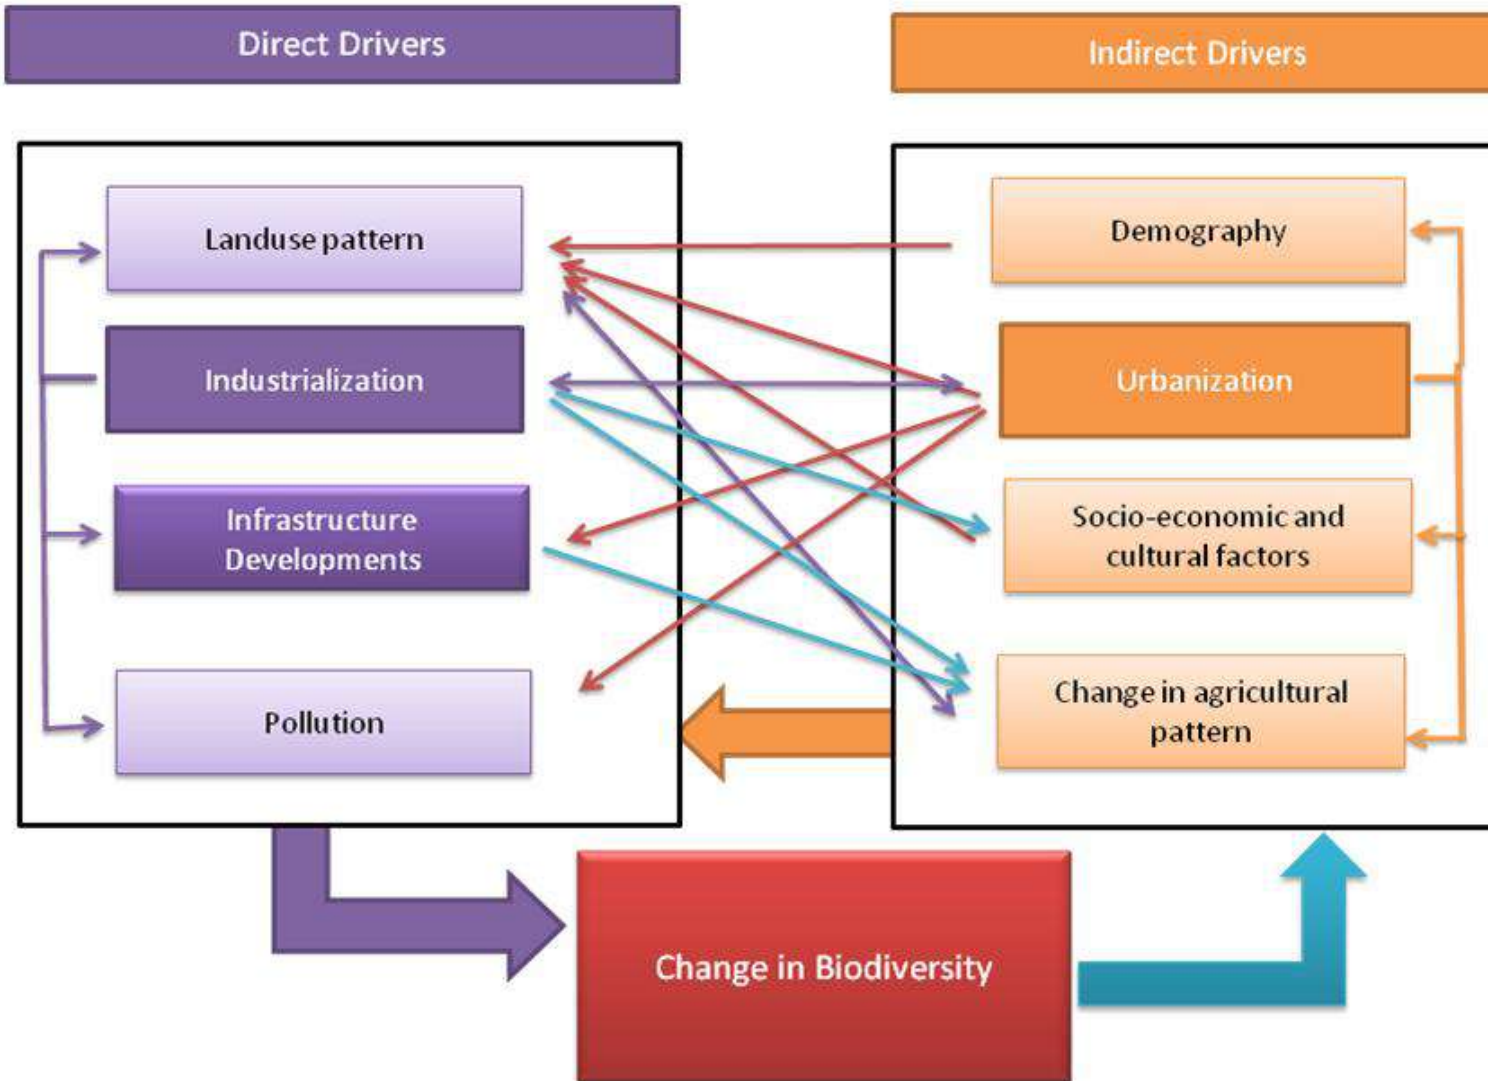 Direct Drivers
Indirect Drivers
Landuse pattern
Industrialization
Infrastructure
Developments
Pollution
Demography
Urbanization
Socio-economic and
cultural factors
Change in agricultural
pattern
Change in Biodiversity